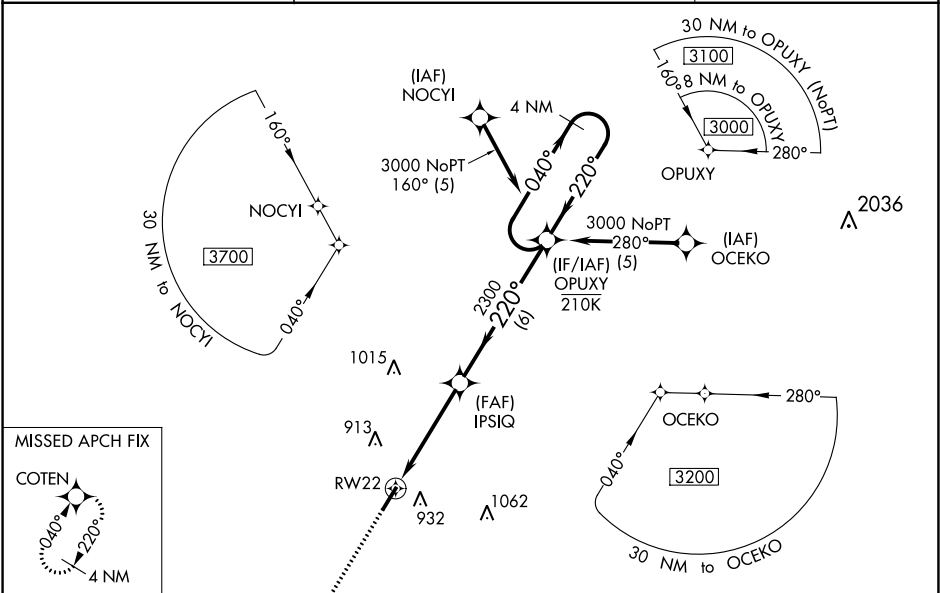 30 NM to OPUXY (NoPT)
3100
160°
8 NM to OPUXY
3000
280°
OPUXY
(IAF)
NOCYI
4 NM
3000 NoPT
160° (5)
040°
220°
160°
NOCYI
3700
30 NM to NOCYI
040°
2036
3000 NoPT
280°
(5)
(IAF)
OCEKO
(IF/IAF)
OPUXY
210K
2300
220°
(6)
1015
(FAF)
IPSIQ
913
RW22
932
1062
280°
OCEKO
040°
3200
30 NM to OCEKO
MISSED APCH FIX
COTEN
040°
220°
4 NM